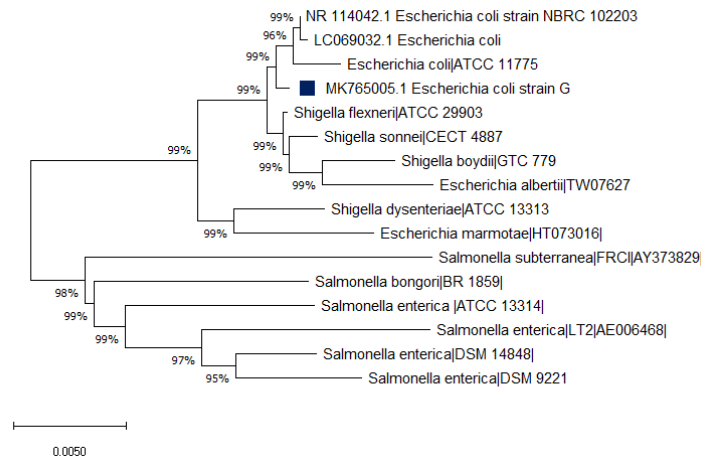 99%
NR 114042.1 Escherichia coli strain NBRC 102203
96%
LC069032.1 Escherichia coli
99%
Escherichia coli|ATCC 11775
99%
MK765005.1 Escherichia coli strain G
Shigella flexneri|ATCC 29903
99%
Shigella sonnei|CECT 4887
99%
99%
Shigella boydii|GTC 779
99%
Escherichia albertii|TW07627
Shigella dysenteriae|ATCC 13313
99%
Escherichia marmotae|HT073016|
Salmonella subterranea|FRCl|AY373829|
98%
Salmonella bongori|BR 1859|
99%
Salmonella enterica |ATCC 13314|
99%
Salmonella enterica|LT2|AE006468|
97%
Salmonella enterica|DSM 14848|
95%
Salmonella enterica|DSM 9221
0.0050